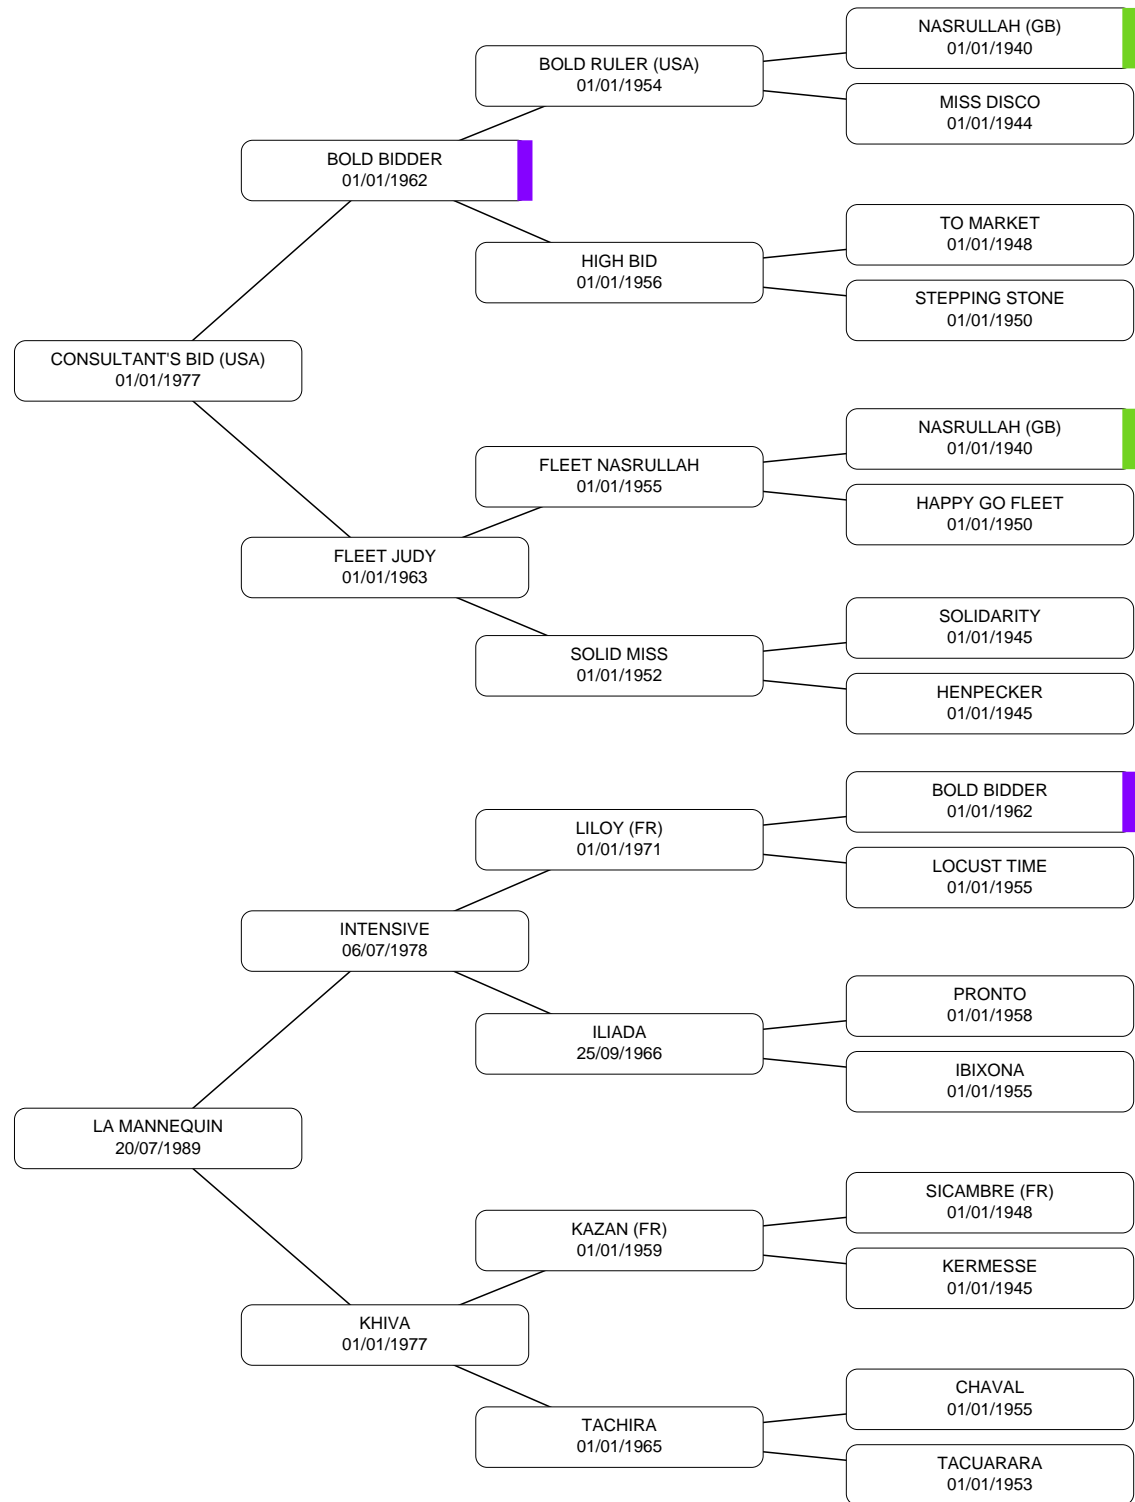 NASRULLAH (GB)
01/01/1940
BOLD RULER (USA)
01/01/1954
MISS DISCO
01/01/1944
BOLD BIDDER
01/01/1962
TO MARKET
01/01/1948
HIGH BID
01/01/1956
STEPPING STONE
01/01/1950
CONSULTANT'S BID (USA)
01/01/1977
NASRULLAH (GB)
01/01/1940
FLEET NASRULLAH
01/01/1955
HAPPY GO FLEET
01/01/1950
FLEET JUDY
01/01/1963
SOLIDARITY
01/01/1945
SOLID MISS
01/01/1952
HENPECKER
01/01/1945
BOLD BIDDER
01/01/1962
LILOY (FR)
01/01/1971
LOCUST TIME
01/01/1955
INTENSIVE
06/07/1978
PRONTO
01/01/1958
ILIADA
25/09/1966
IBIXONA
01/01/1955
LA MANNEQUIN
20/07/1989
SICAMBRE (FR)
01/01/1948
KAZAN (FR)
01/01/1959
KERMESSE
01/01/1945
KHIVA
01/01/1977
CHAVAL
01/01/1955
TACHIRA
01/01/1965
TACUARARA
01/01/1953